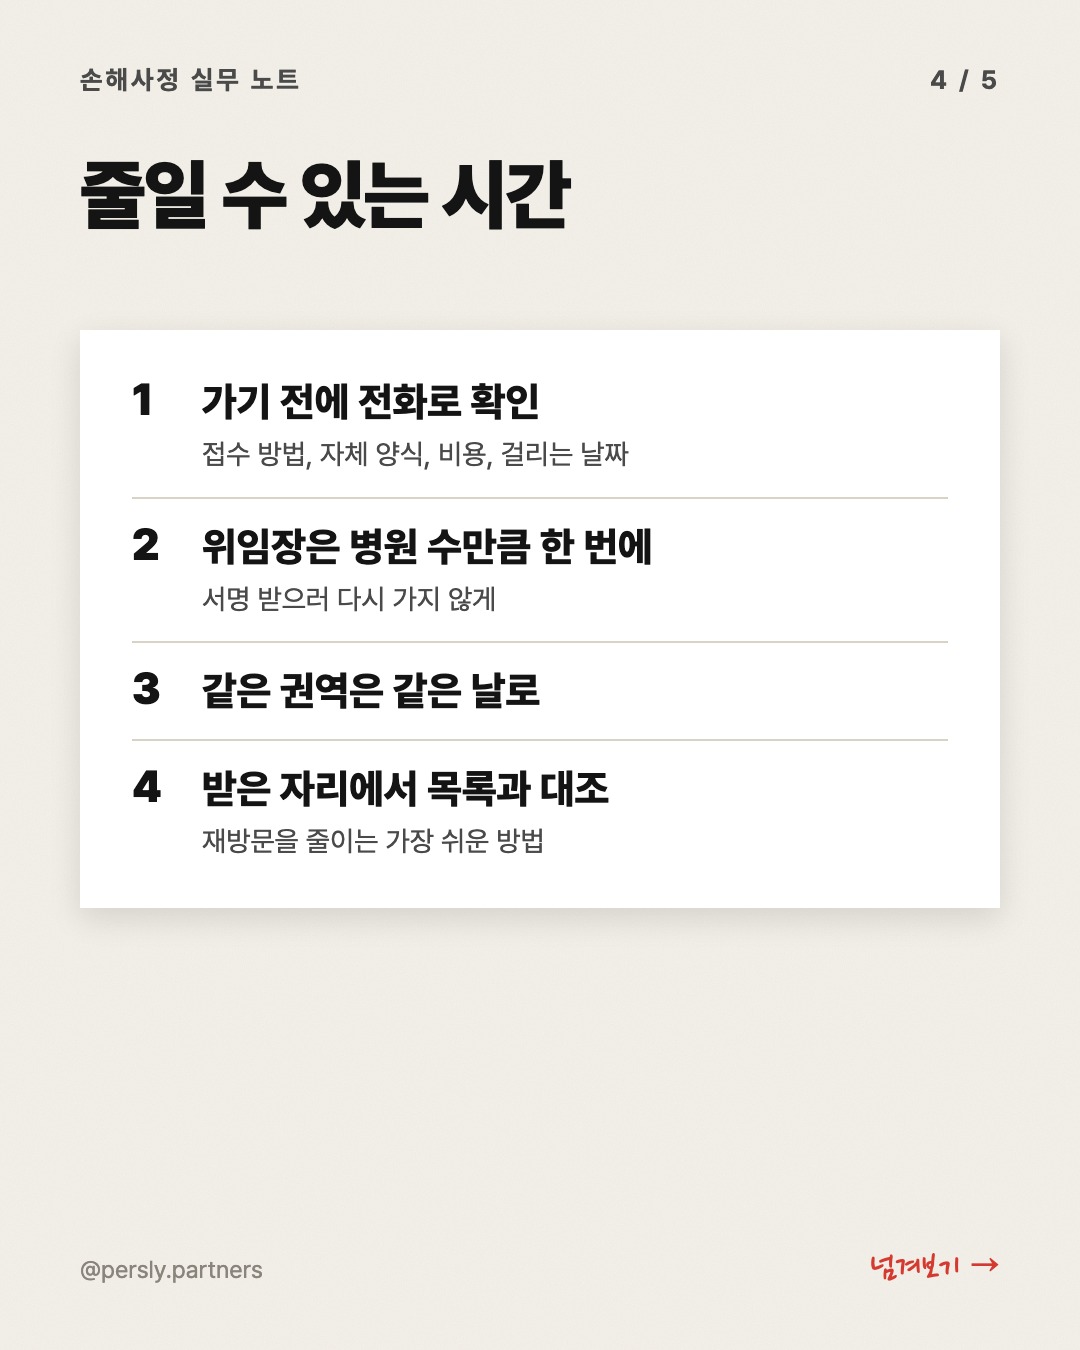 손해사정 실무 노트
4 / 5
줄일 수 있는 시간
1 가기 전에 전화로 확인
접수 방법, 자체 양식, 비용, 걸리는 날짜
2 위임장은 병원 수만큼 한 번에
서명 받으러 다시 가지 않게
3 같은 권역은 같은 날로
4 받은 자리에서 목록과 대조
재방문을 줄이는 가장 쉬운 방법
@persly.partners
넘겨보기 →